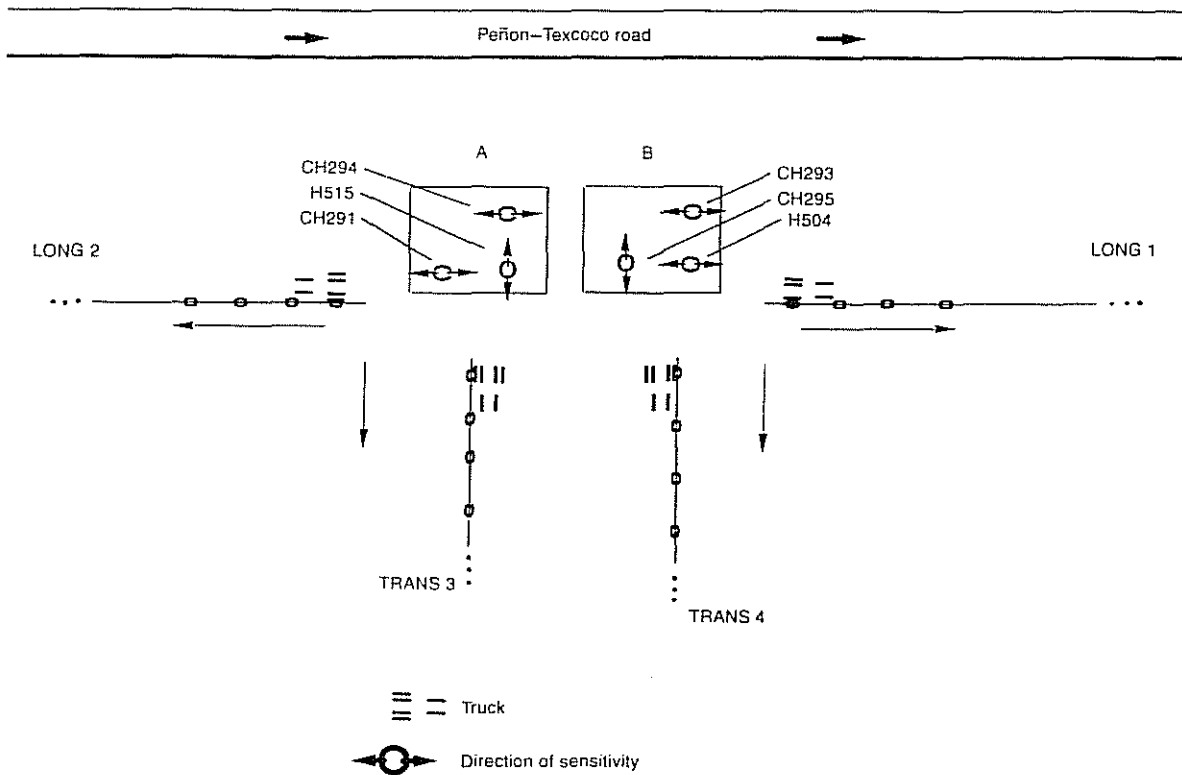 Peñon–Texcoco road
A
B
CH294
H515
CH291
CH293
CH295
H504
LONG 2
LONG 1
TRANS 3
TRANS 4
Truck
Direction of sensitivity